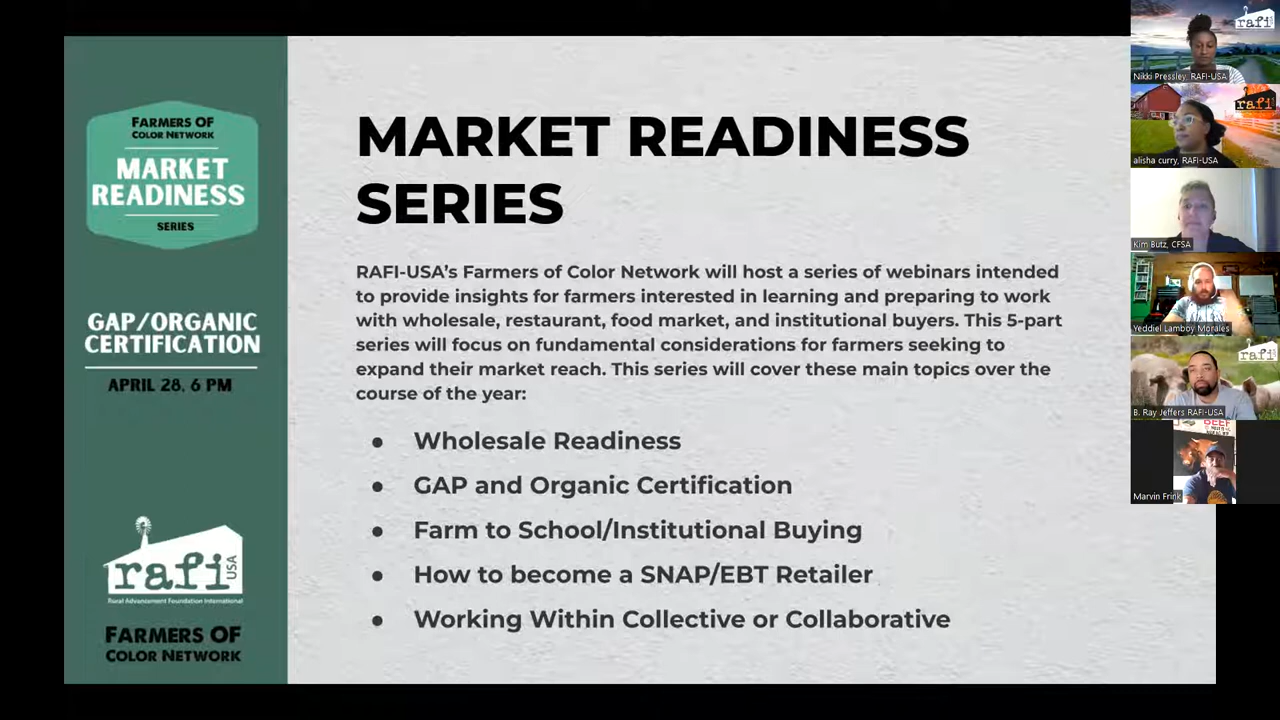 FARMERS OF
COLOR NETWORK
MARKET
READINESS
SERIES
GAP/ORGANIC
CERTIFICATION
APRIL 28, 6 PM
rafi
USA
Rural Advancement Foundation International
FARMERS OF
COLOR NETWORK
MARKET READINESS
SERIES
RAFI-USA’s Farmers of Color Network will host a series of webinars intended
to provide insights for farmers interested in learning and preparing to work
with wholesale, restaurant, food market, and institutional buyers. This 5-part
series will focus on fundamental considerations for farmers seeking to
expand their market reach. This series will cover these main topics over the
course of the year:
● Wholesale Readiness
● GAP and Organic Certification
● Farm to School/Institutional Buying
● How to become a SNAP/EBT Retailer
● Working Within Collective or Collaborative
rafi
Nikki Pressley, RAFI-USA
rafi
alisha curry, RAFI-USA
Kim Butz, CFSA
Yeddiel Lamboy Morales
rafi
B. Ray Jeffers RAFI-USA
BEEF
Marvin Frink